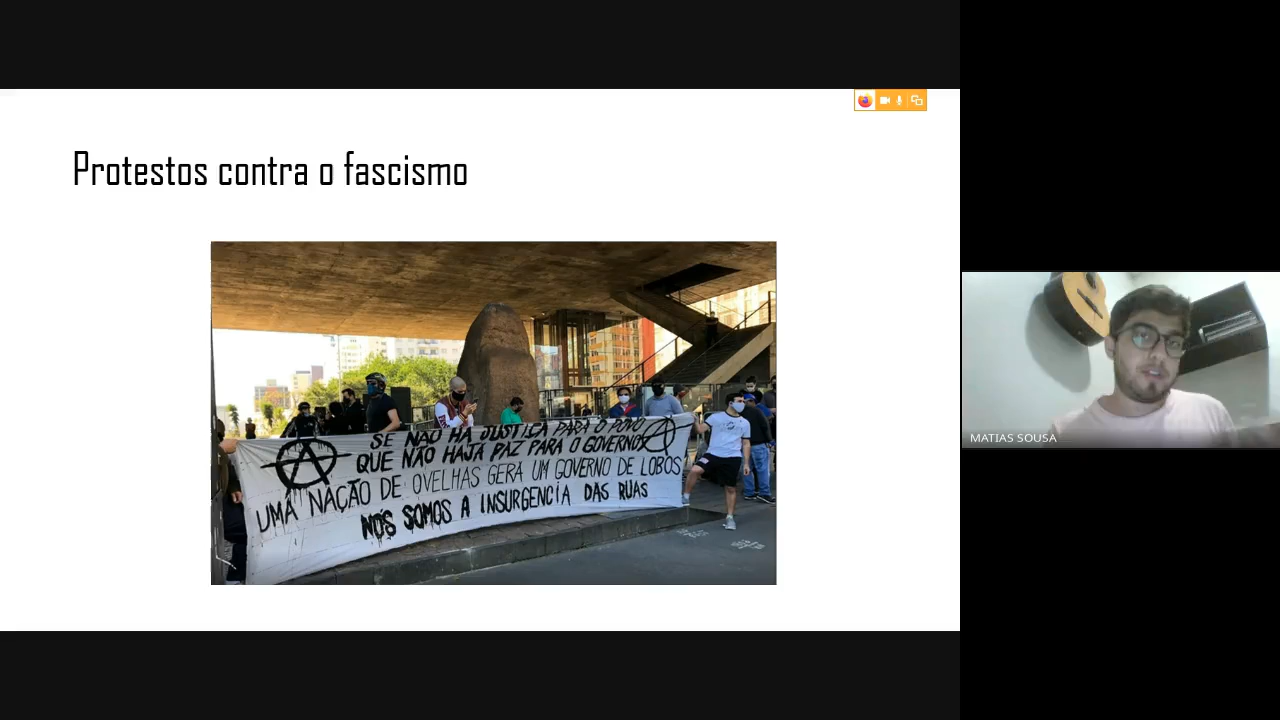 Protestos contra o fascismo
SE NÃO HÁ JUSTIÇA PARA O POVO
QUE NÃO HAJA PAZ PARA O GOVERNO
UMA NAÇÃO DE OVELHAS GERA UM GOVERNO DE LOBOS
NÓS SOMOS A INSURGENCIA DAS RUAS
MATIAS SOUSA